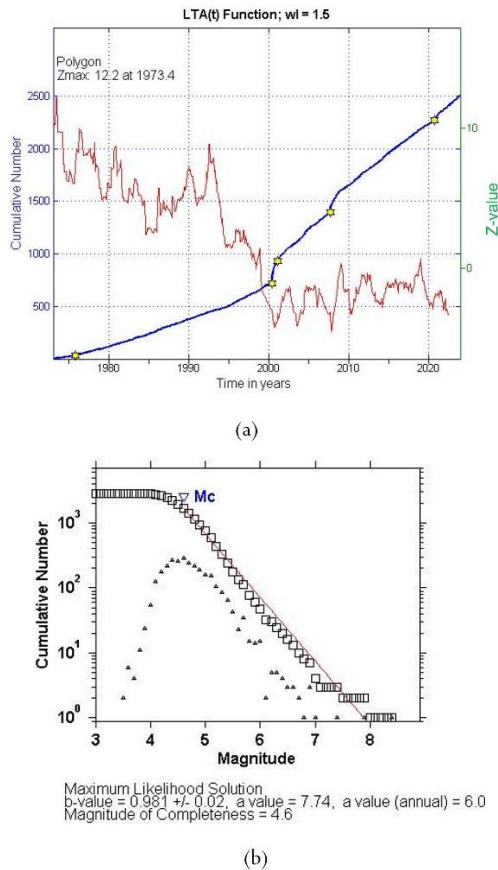 LTA(t) Function; wl = 1.5
Polygon
Zmax: 12.2 at 1973.4
Cumulative Number
2500
2000
1500
1000
500
10
0
Z-value
1980 1990 2000 2010 2020
Time in years
(a)
Cumulative Number
10³
10²
10¹
10⁰
Mc
3 4 5 6 7 8
Magnitude
Maximum Likelihood Solution
b-value = 0.981 +/- 0.02, a value = 7.74, a value (annual) = 6.0
Magnitude of Completeness = 4.6
(b)